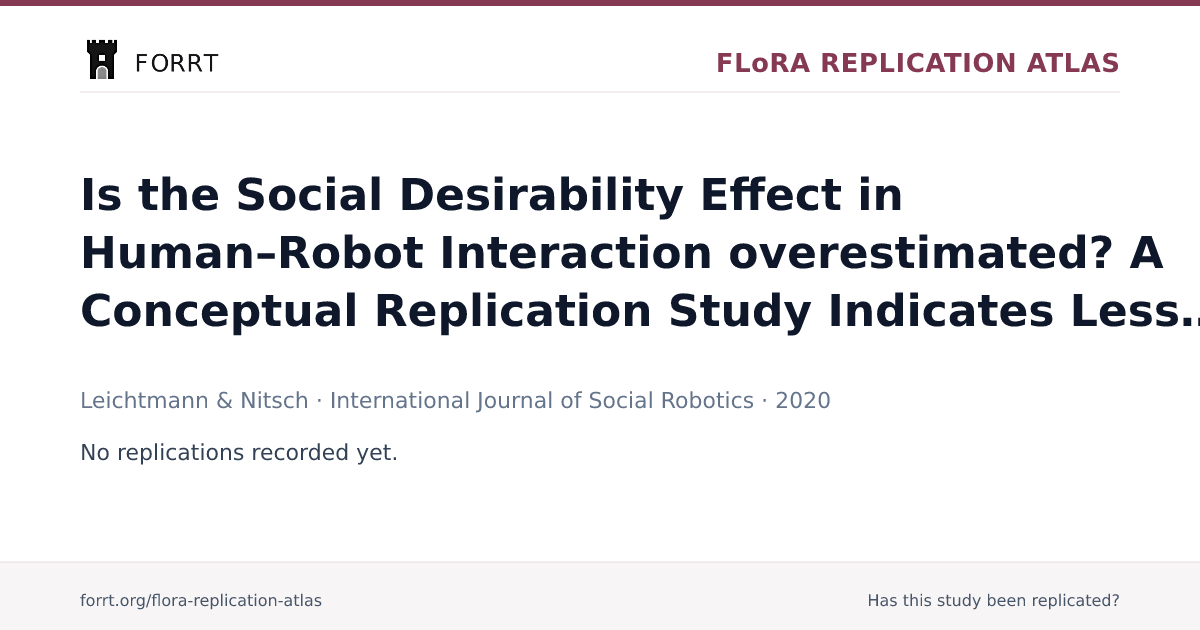 FORRT
FLoRA REPLICATION ATLAS
Is the Social Desirability Effect in
Human–Robot Interaction overestimated? A
Conceptual Replication Study Indicates Less…
Leichtmann & Nitsch · International Journal of Social Robotics · 2020
No replications recorded yet.
forrt.org/flora-replication-atlas
Has this study been replicated?